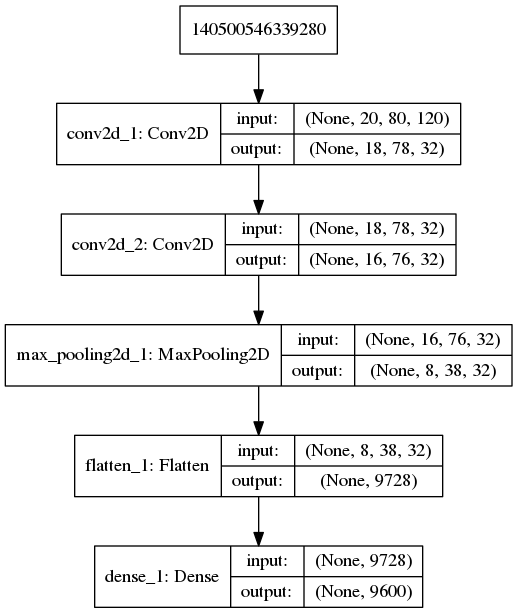 140500546339280
conv2d_1: Conv2D
input: (None, 20, 80, 120)
output: (None, 18, 78, 32)
conv2d_2: Conv2D
input: (None, 18, 78, 32)
output: (None, 16, 76, 32)
max_pooling2d_1: MaxPooling2D
input: (None, 16, 76, 32)
output: (None, 8, 38, 32)
flatten_1: Flatten
input: (None, 8, 38, 32)
output: (None, 9728)
dense_1: Dense
input: (None, 9728)
output: (None, 9600)